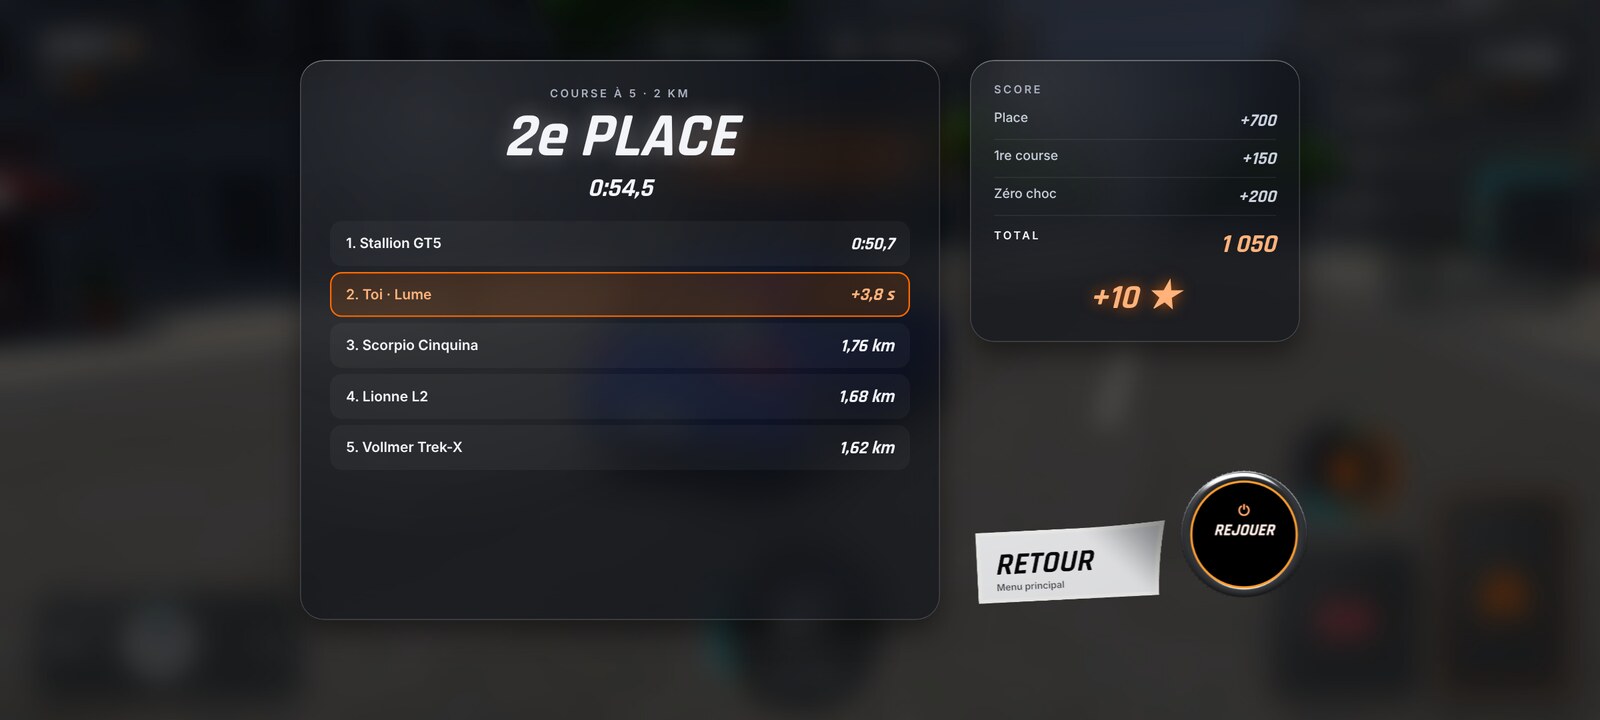 COURSE À 5 · 2 KM
2e PLACE
0:54,5
1. Stallion GT5 0:50,7
2. Toi · Lume +3,8 s
3. Scorpio Cinquina 1,76 km
4. Lionne L2 1,68 km
5. Vollmer Trek-X 1,62 km
SCORE
Place +700
1re course +150
Zéro choc +200
TOTAL 1 050
+10 ★
RETOUR
Menu principal
REJOUER